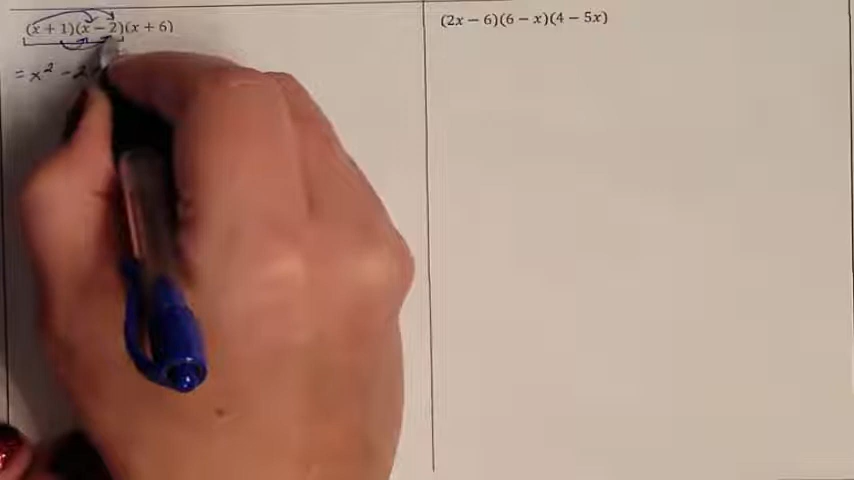 (x + 1)(x − 2)(x + 6)
= x² − 2
(2x − 6)(6 − x)(4 − 5x)